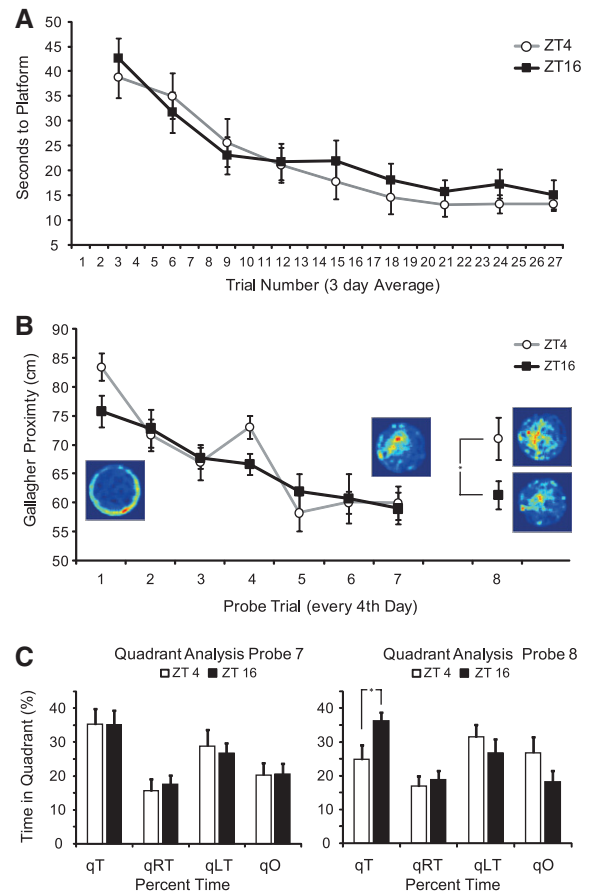 A
50
45
40
35
30
25
20
15
10
5
Seconds to Platform
ZT4
ZT16
1 2 3 4 5 6 7 8 9 10 11 12 13 14 15 16 17 18 19 20 21 22 23 24 25 26 27
Trial Number (3 day Average)
B
95
90
85
80
75
70
65
60
55
50
Gallagher Proximty (cm)
ZT4
ZT16
*
1 2 3 4 5 6 7 8
Probe Trial (every 4th Day)
C
Quadrant Analysis Probe 7
ZT 4 ZT 16
40
30
20
10
0
Time in Quadrant (%)
qT qRT qLT qO
Percent Time
Quadrant Analysis Probe 8
ZT 4 ZT 16
*
40
30
20
10
0
qT qRT qLT qO
Percent Time